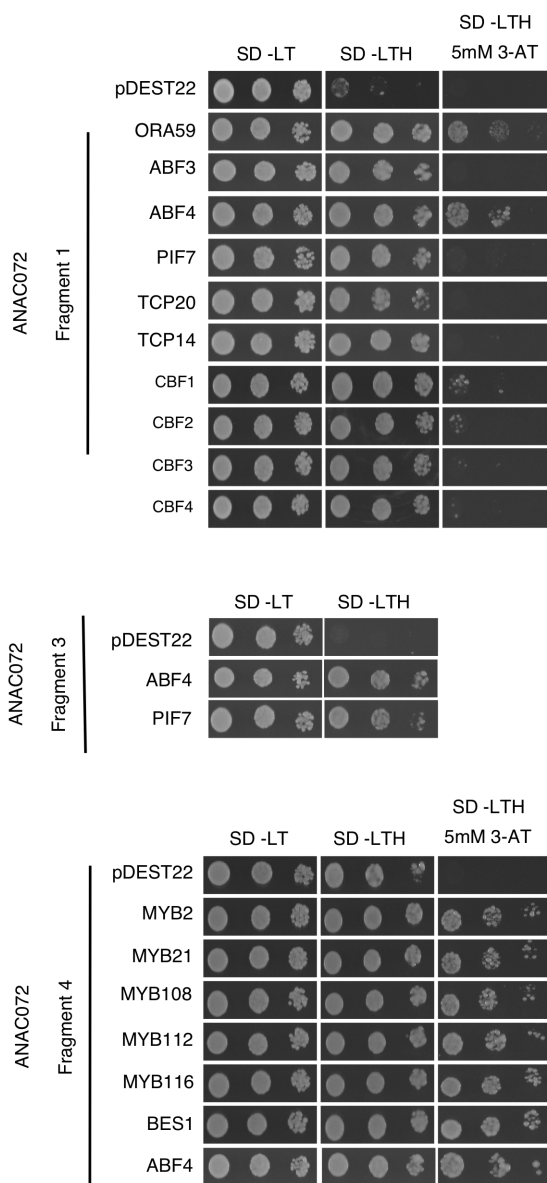 SD -LTH
SD -LT SD -LTH 5mM 3-AT
pDEST22
ORA59
ABF3
ABF4
PIF7
TCP20
TCP14
CBF1
CBF2
CBF3
CBF4
ANAC072
Fragment 1
SD -LT SD -LTH
pDEST22
ABF4
PIF7
ANAC072
Fragment 3
SD -LTH
SD -LT SD -LTH 5mM 3-AT
pDEST22
MYB2
MYB21
MYB108
MYB112
MYB116
BES1
ABF4
ANAC072
Fragment 4